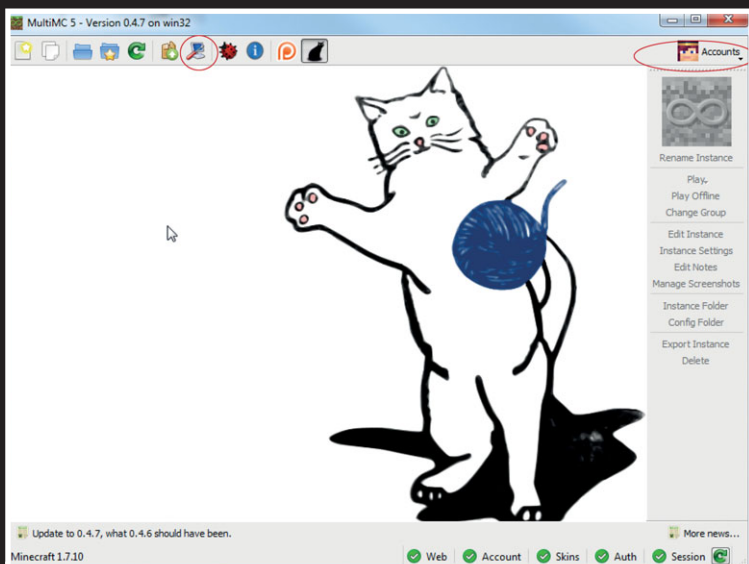 MultiMC 5 - Version 0.4.7 on win32
Accounts
Rename Instance
Play
Play Offline
Change Group
Edit Instance
Instance Settings
Edit Notes
Manage Screenshots
Instance Folder
Config Folder
Export Instance
Delete
Update to 0.4.7, what 0.4.6 should have been.
More news...
Minecraft 1.7.10
Web
Account
Skins
Auth
Session